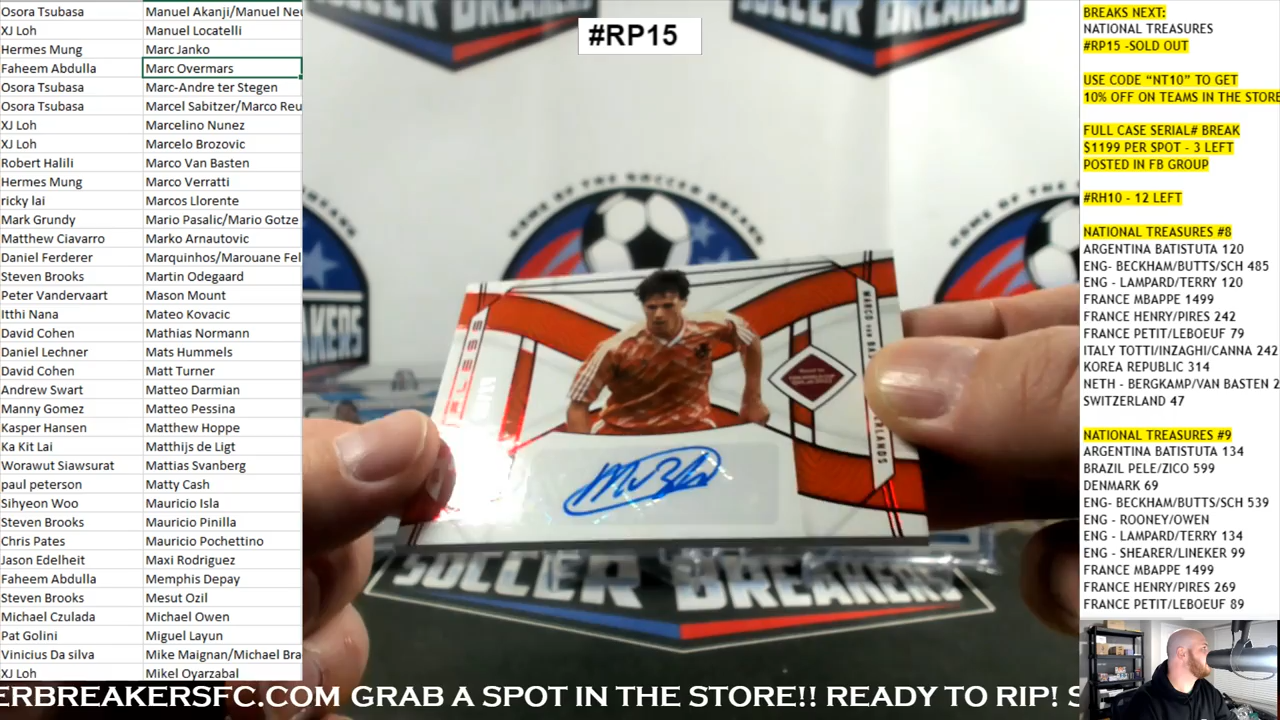 Osora Tsubasa Manuel Akanji/Manuel Neu
XJ Loh Manuel Locatelli
Hermes Mung Marc Janko
Faheem Abdulla Marc Overmars
Osora Tsubasa Marc-Andre ter Stegen
Osora Tsubasa Marcel Sabitzer/Marco Reu
XJ Loh Marcelino Nunez
XJ Loh Marcelo Brozovic
Robert Halili Marco Van Basten
Hermes Mung Marco Verratti
ricky lai Marcos Llorente
Mark Grundy Mario Pasalic/Mario Gotze
Matthew Ciavarro Marko Arnautovic
Daniel Ferderer Marquinhos/Marouane Fel
Steven Brooks Martin Odegaard
Peter Vandervaart Mason Mount
Itthi Nana Mateo Kovacic
David Cohen Mathias Normann
Daniel Lechner Mats Hummels
David Cohen Matt Turner
Andrew Swart Matteo Darmian
Manny Gomez Matteo Pessina
Kasper Hansen Matthew Hoppe
Ka Kit Lai Matthijs de Ligt
Worawut Siawsurat Mattias Svanberg
paul peterson Matty Cash
Sihyeon Woo Mauricio Isla
Steven Brooks Mauricio Pinilla
Chris Pates Mauricio Pochettino
Jason Edelheit Maxi Rodriguez
Faheem Abdulla Memphis Depay
Steven Brooks Mesut Ozil
Michael Czulada Michael Owen
Pat Golini Miguel Layun
Vinicius Da silva Mike Maignan/Michael Bra
XJ Loh Mikel Oyarzabal
#RP15
SOCCER BREAKERS
HOME OF THE SOCCER BREAKERS
SOCCER BREAKERS
BREAKS NEXT:
NATIONAL TREASURES
#RP15 -SOLD OUT
USE CODE “NT10” TO GET
10% OFF ON TEAMS IN THE STORE
FULL CASE SERIAL# BREAK
$1199 PER SPOT - 3 LEFT
POSTED IN FB GROUP
#RH10 - 12 LEFT
NATIONAL TREASURES #8
ARGENTINA BATISTUTA 120
ENG- BECKHAM/BUTTS/SCH 485
ENG - LAMPARD/TERRY 120
FRANCE MBAPPE 1499
FRANCE HENRY/PIRES 242
FRANCE PETIT/LEBOEUF 79
ITALY TOTTI/INZAGHI/CANNA 242
KOREA REPUBLIC 314
NETH - BERGKAMP/VAN BASTEN 2
SWITZERLAND 47
NATIONAL TREASURES #9
ARGENTINA BATISTUTA 134
BRAZIL PELE/ZICO 599
DENMARK 69
ENG- BECKHAM/BUTTS/SCH 539
ENG - ROONEY/OWEN
ENG - LAMPARD/TERRY 134
ENG - SHEARER/LINEKER 99
FRANCE MBAPPE 1499
FRANCE HENRY/PIRES 269
FRANCE PETIT/LEBOEUF 89
ERBREAKERSFC.COM GRAB A SPOT IN THE STORE!! READY TO RIP! S